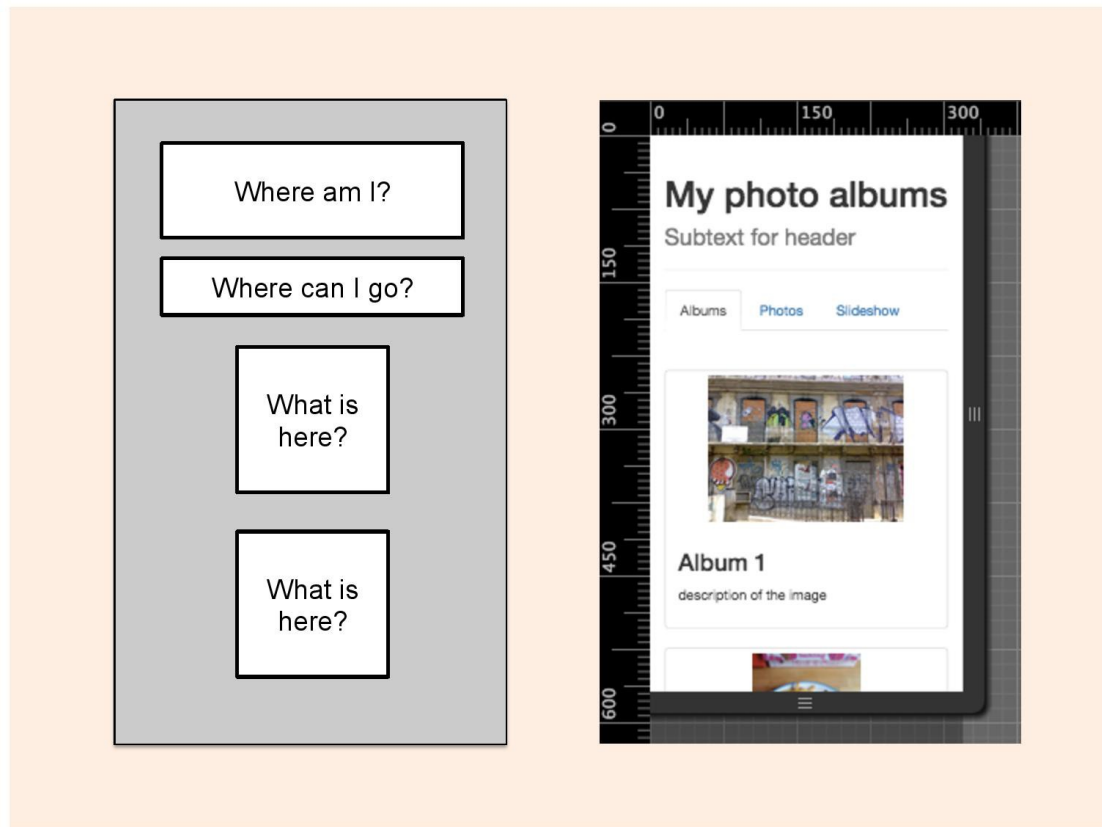 Where am I?
Where can I go?
What is
here?
What is
here?
0
150
300
0
150
300
450
600
My photo albums
Subtext for header
Albums Photos Slideshow
Album 1
description of the image